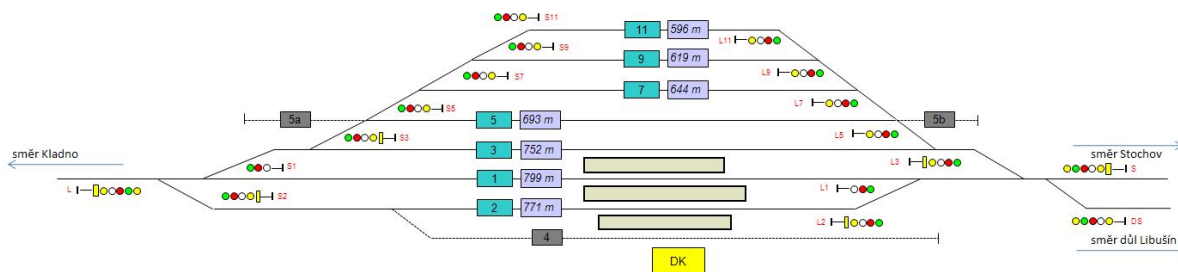 S11
11 596 m
L11
S9
9 619 m
L9
S7
7 644 m
L7
5a
S5
5 693 m
5b
L5
směr Kladno
S3
3 752 m
L3
směr Stochov
S1
1 799 m
L1
S
L
S2
2 771 m
L2
DS
4
směr důl Libušín
DK